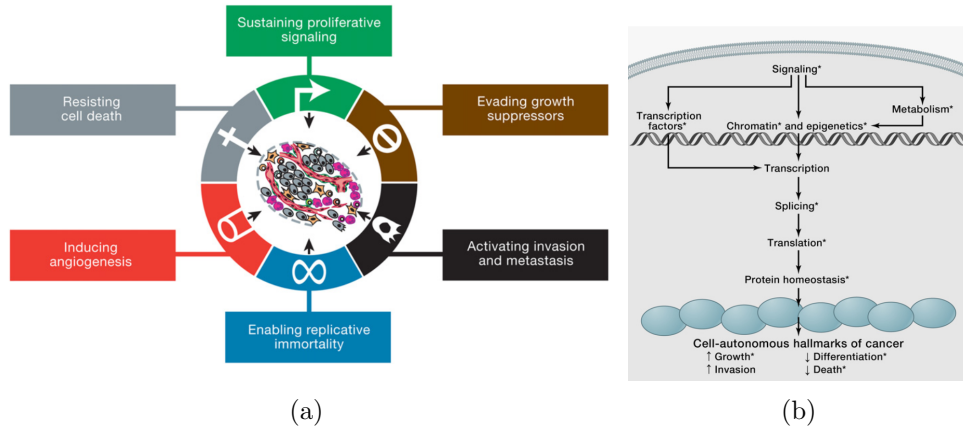 Sustaining proliferative
signaling
Resisting
cell death
Evading growth
suppressors
Inducing
angiogenesis
Activating invasion
and metastasis
Enabling replicative
immortality
(a)
Signaling*
Transcription
factors*
Chromatin* and epigenetics*
Metabolism*
Transcription
Splicing*
Translation*
Protein homeostasis*
Cell-autonomous hallmarks of cancer
↑ Growth*
↓ Differentiation*
↑ Invasion
↓ Death*
(b)